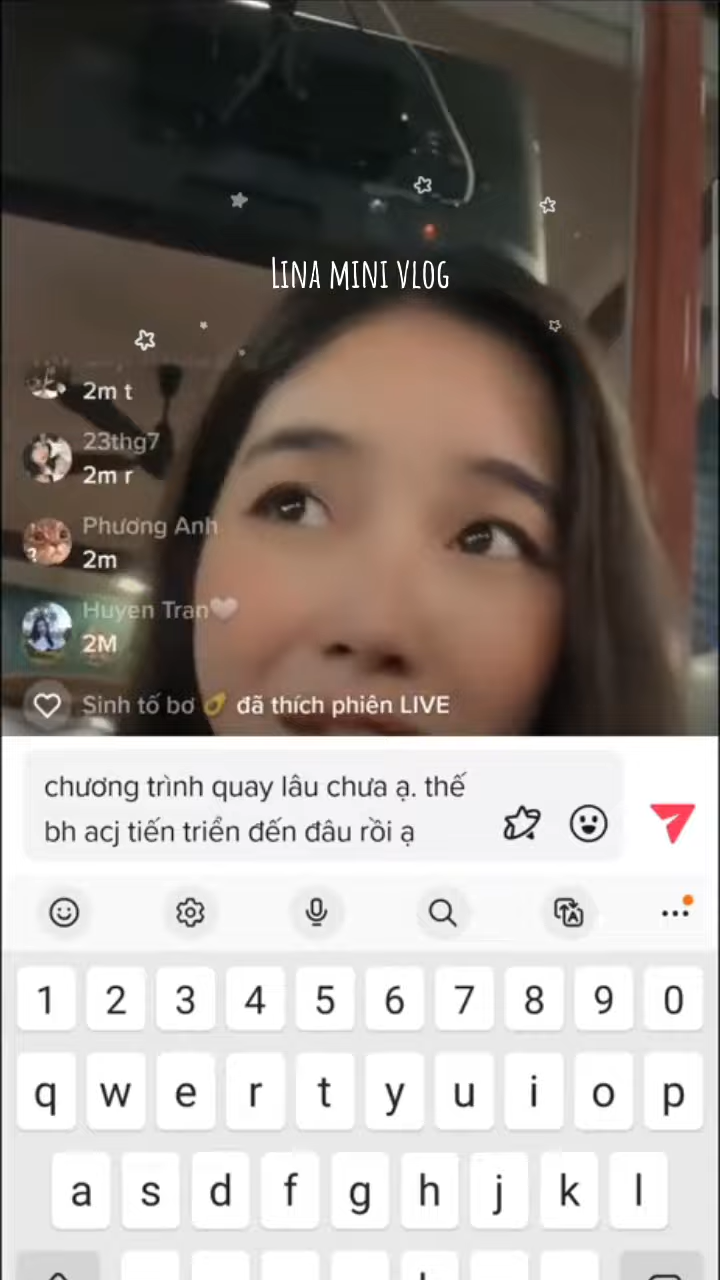 LINA MINI VLOG
2m t
23thg7
2m r
Phương Anh
2m
Huyen Tran🤍
2M
Sinh tố bơ 🥑 đã thích phiên LIVE
chương trình quay lâu chưa ạ. thế
bh acj tiến triển đến đâu rồi ạ
1 2 3 4 5 6 7 8 9 0
q w e r t y u i o p
a s d f g h j k l